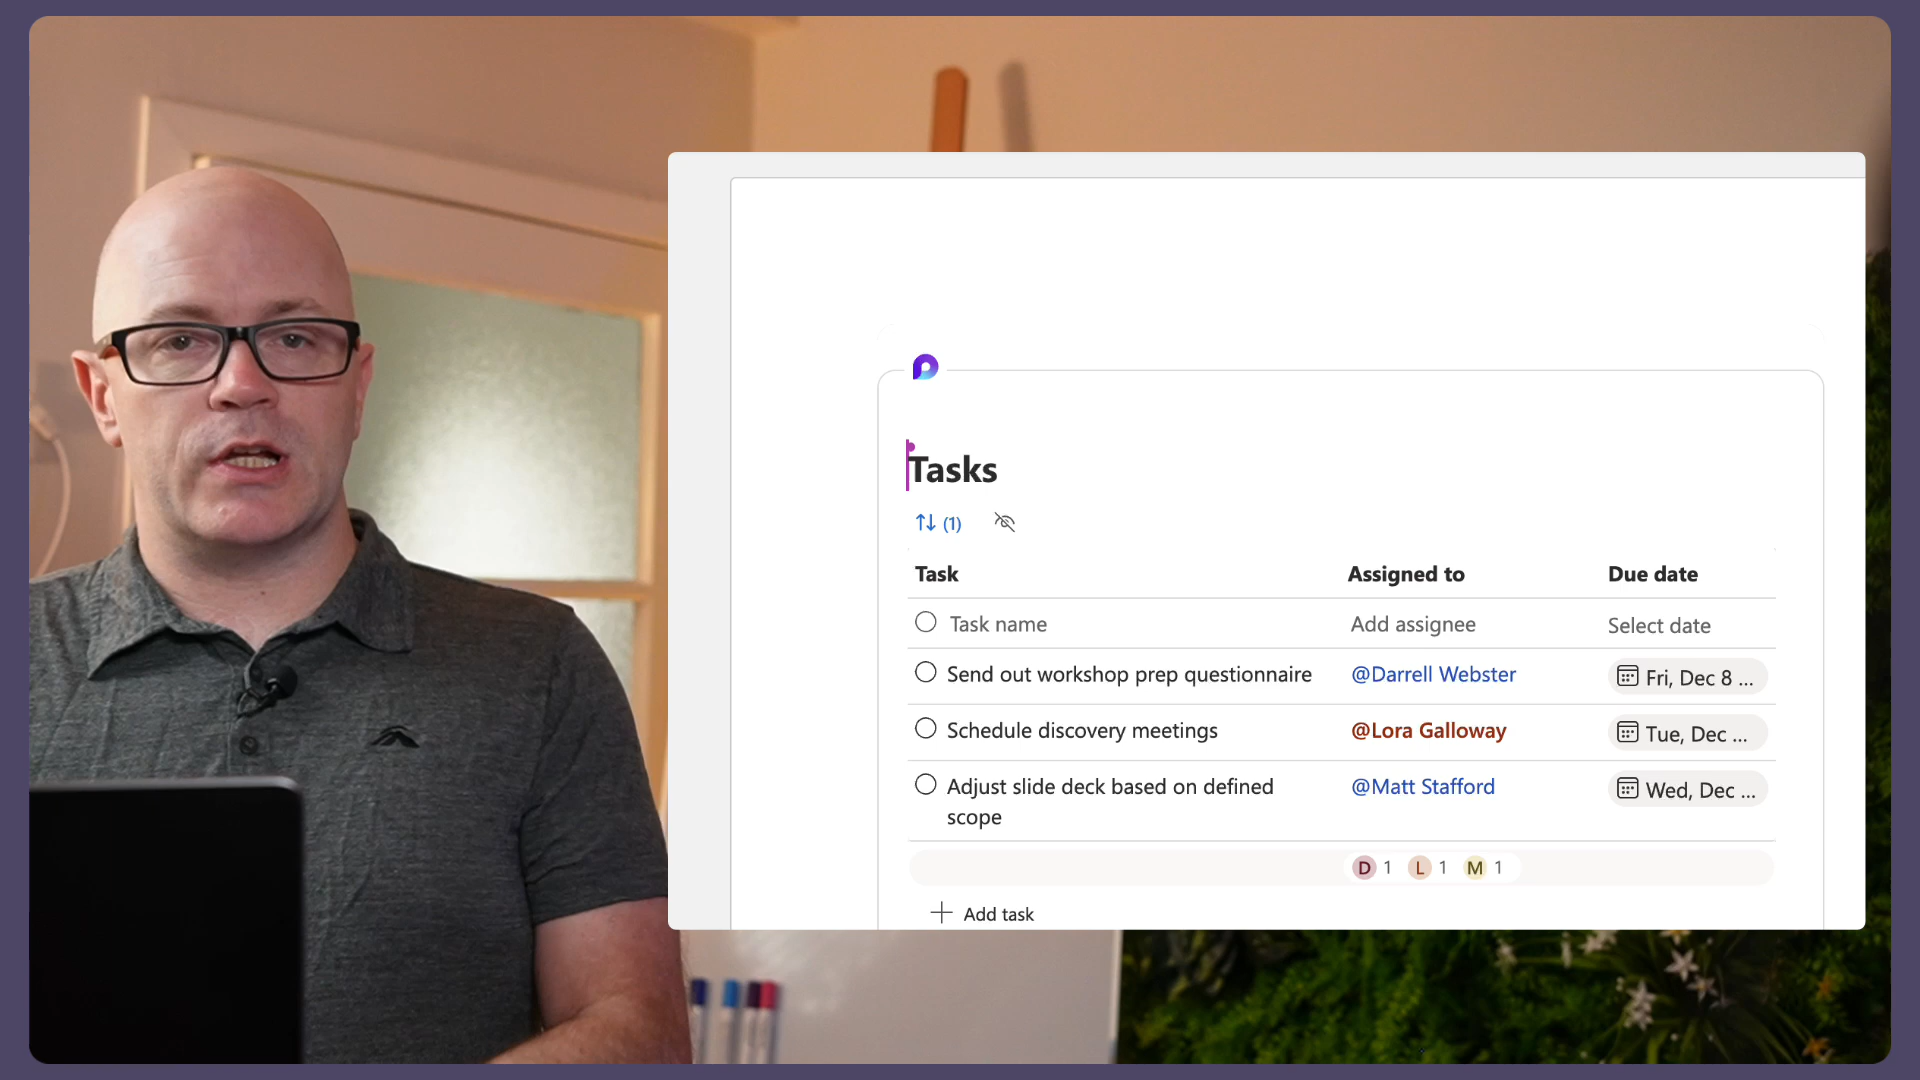 Tasks
(1)
Task Assigned to Due date
Task name Add assignee Select date
Send out workshop prep questionnaire @Darrell Webster Fri, Dec 8 ...
Schedule discovery meetings @Lora Galloway Tue, Dec ...
Adjust slide deck based on defined @Matt Stafford Wed, Dec ...
scope
D 1 L 1 M 1
Add task